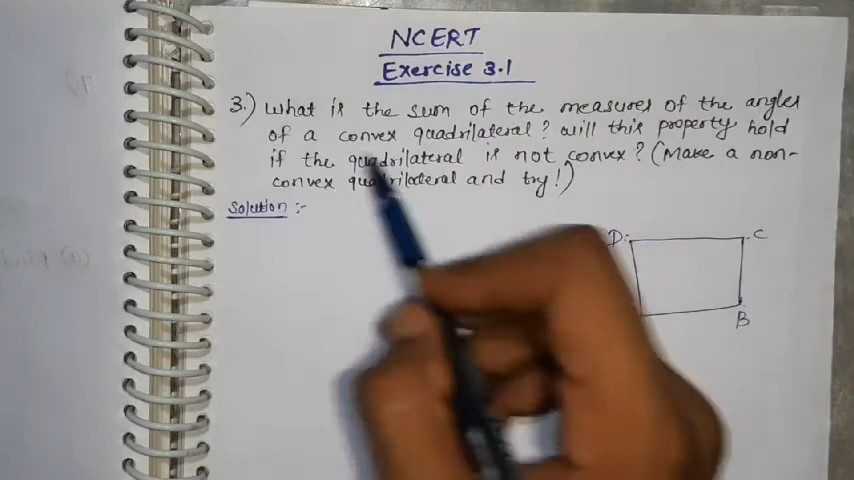 NCERT
Exercise 3.1
3.) What is the sum of the measures of the angles
of a convex quadrilateral? will this property hold
if the quadrilateral is not convex? (Make a non-
convex quadrilateral and try!)
Solution :-
D C
B